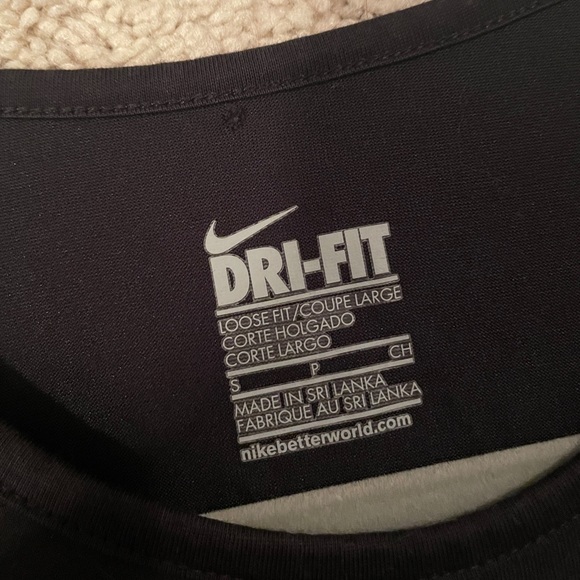 DRI-FIT
LOOSE FIT/COUPE LARGE
CORTE HOLGADO
CORTE LARGO
S P CH
MADE IN SRI LANKA
FABRIQUE AU SRI LANKA
nikebetterworld.com